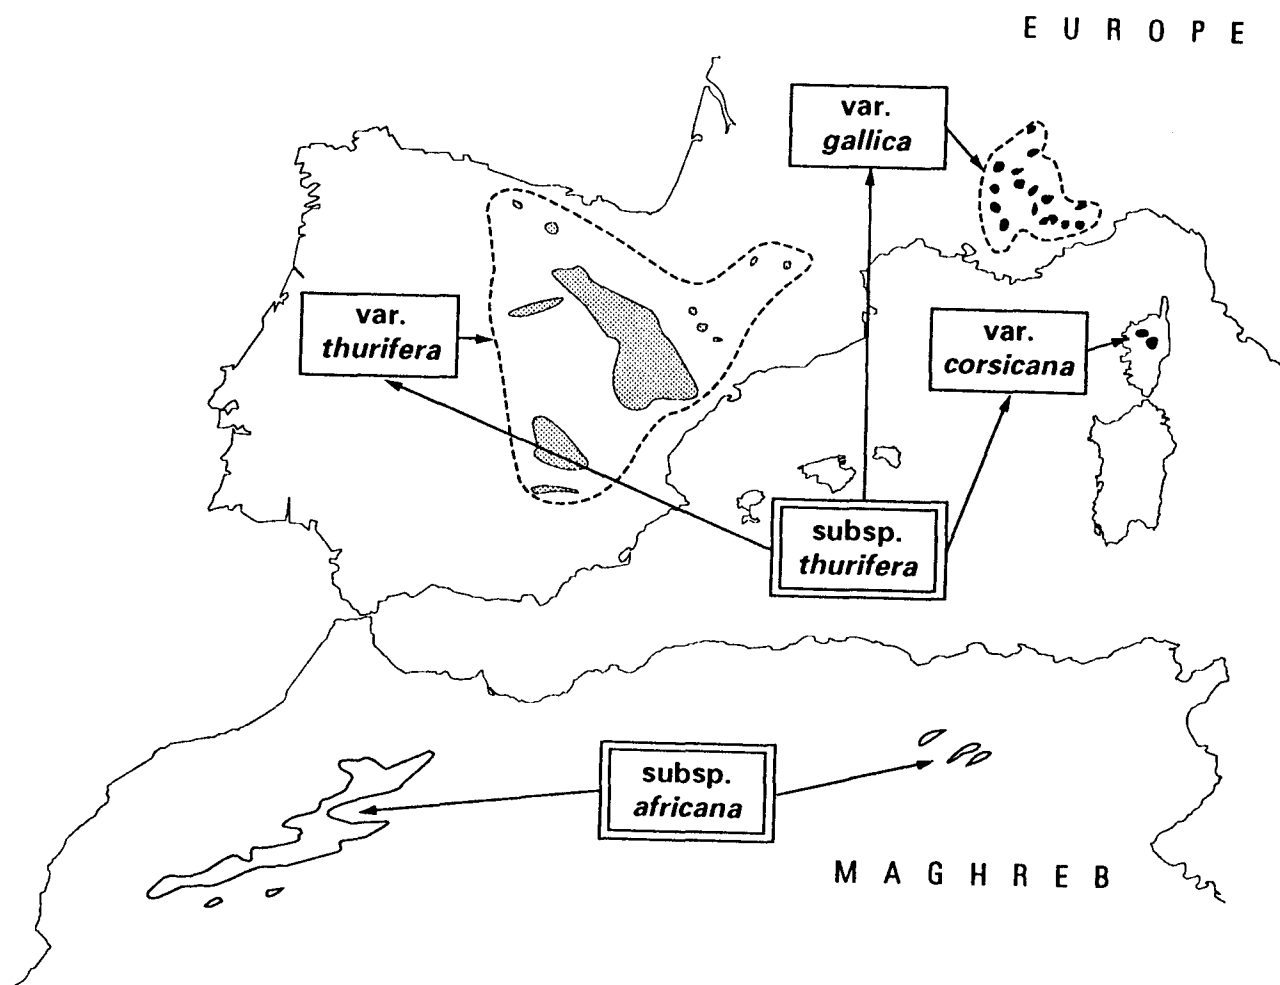 EUROPE
var.
gallica
var.
thurifera
var.
corsicana
subsp.
thurifera
subsp.
africana
MAGHREB